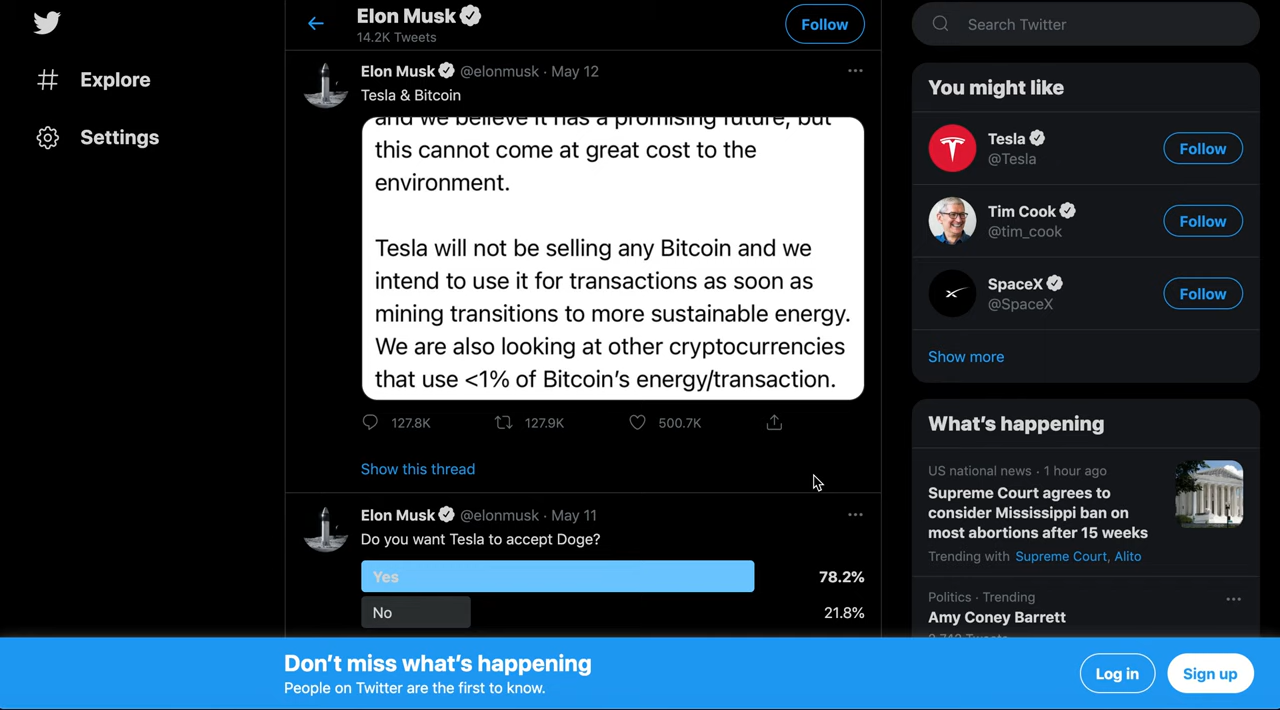 Elon Musk
14.2K Tweets
Follow
Explore
Settings
Elon Musk @elonmusk · May 12
Tesla & Bitcoin
and we believe it has a promising future, but
this cannot come at great cost to the
environment.
Tesla will not be selling any Bitcoin and we
intend to use it for transactions as soon as
mining transitions to more sustainable energy.
We are also looking at other cryptocurrencies
that use <1% of Bitcoin's energy/transaction.
127.8K 127.9K 500.7K
Show this thread
Elon Musk @elonmusk · May 11
Do you want Tesla to accept Doge?
Yes 78.2%
No 21.8%
Search Twitter
You might like
Tesla
@Tesla
Follow
Tim Cook
@tim_cook
Follow
SpaceX
@SpaceX
Follow
Show more
What's happening
US national news · 1 hour ago
Supreme Court agrees to
consider Mississippi ban on
most abortions after 15 weeks
Trending with Supreme Court, Alito
Politics · Trending
Amy Coney Barrett
Don't miss what's happening
People on Twitter are the first to know.
Log in
Sign up